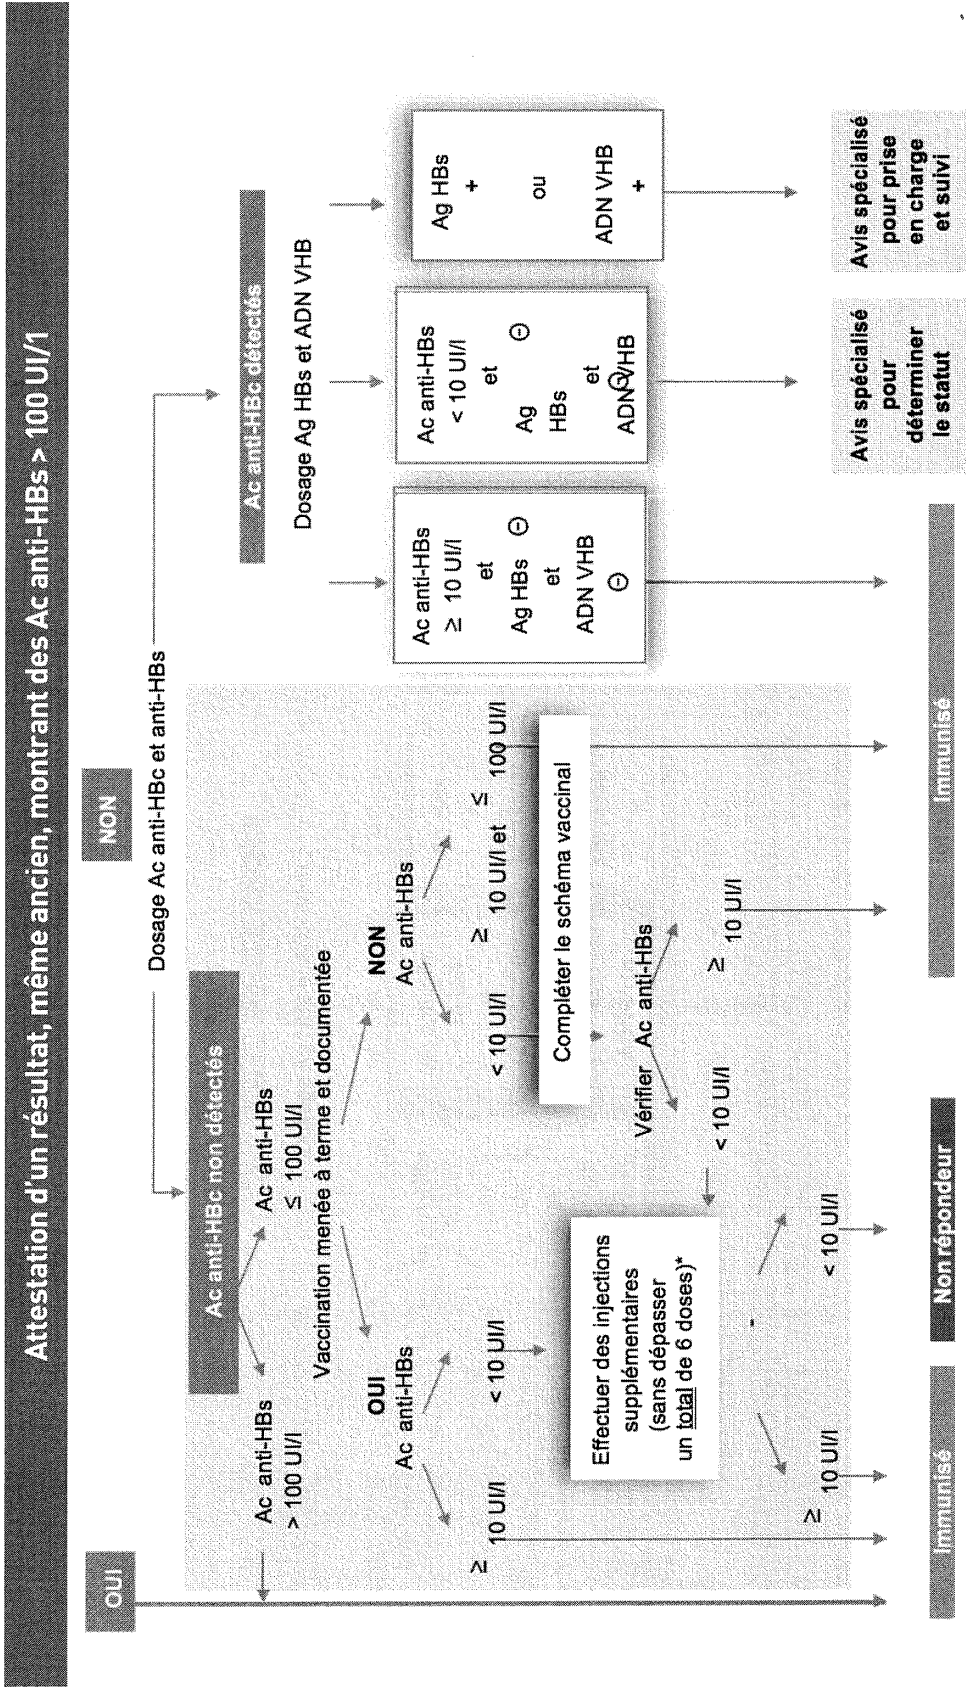 Attestation d'un résultat, même ancien, montrant des Ac anti-HBs > 100 UI/1
OUI
NON
Dosage Ac anti-HBc et anti-HBs
Ac anti-HBc non détectés
Ac anti-HBc détectés
Ac anti-HBs
> 100 UI/l
Ac anti-HBs
≤ 100 UI/l
Vaccination menée à terme et documentée
OUI
Ac anti-HBs
NON
Ac anti-HBs
≥
10 UI/l
< 10 UI/l
< 10 UI/l
≥ 10 UI/l et
≤
100 UI/l
Effectuer des injections
supplémentaires
(sans dépasser
un total de 6 doses)*
Compléter le schéma vaccinal
Vérifier Ac anti-HBs
< 10 UI/l
≥
10 UI/l
≥
10 UI/l
< 10 UI/l
Dosage Ag HBs et ADN VHB
Ac anti-HBs
≥ 10 UI/l
et
Ag HBs ⊖
et
ADN VHB
⊖
Ac anti-HBs
< 10 UI/l
et
Ag ⊖
HBs
et
ADN VHB
⊖
Ag HBs
+
ou
ADN VHB
+
Immunisé
Non répondeur
Immunisé
Avis spécialisé
pour
déterminer
le statut
Avis spécialisé
pour prise
en charge
et suivi